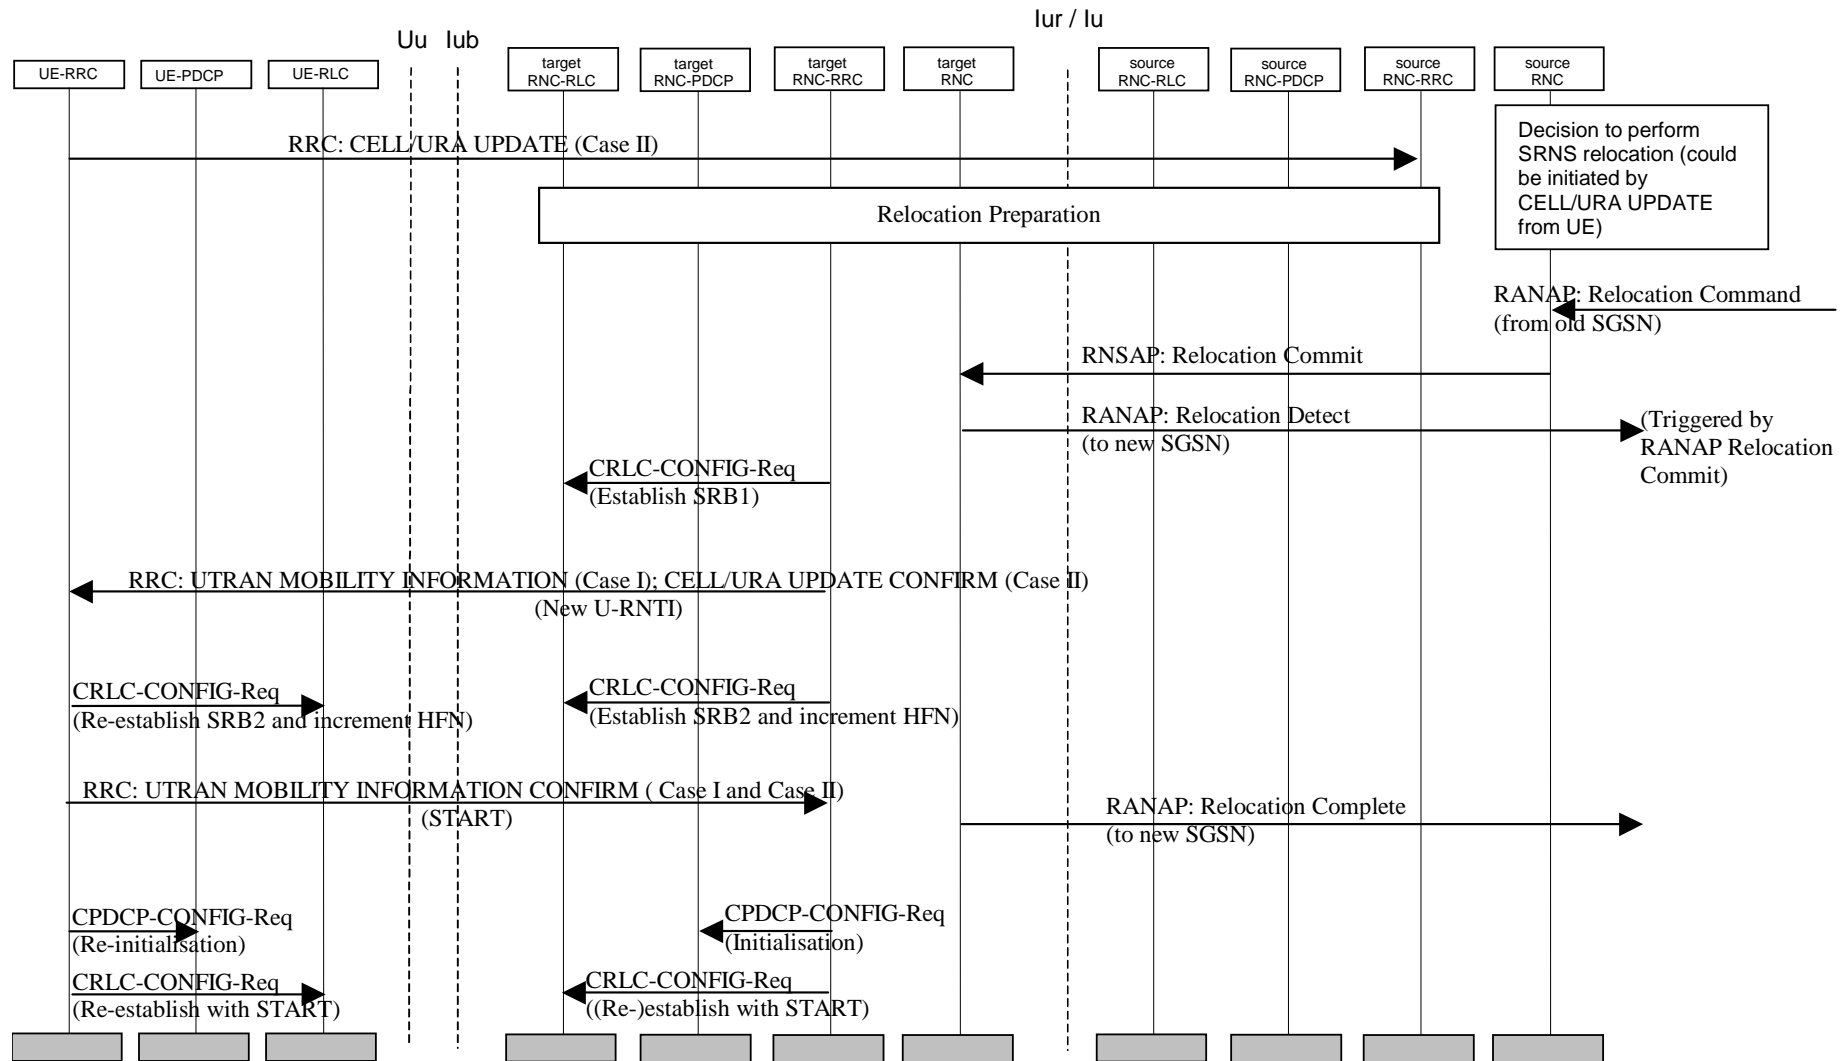 Iur / Iu
Uu Iub
UE-RRC
UE-PDCP
UE-RLC
target
RNC-RLC
target
RNC-PDCP
target
RNC-RRC
target
RNC
source
RNC-RLC
source
RNC-PDCP
source
RNC-RRC
source
RNC
RRC: CELL/URA UPDATE (Case II)
Decision to perform
SRNS relocation (could
be initiated by
CELL/URA UPDATE
from UE)
Relocation Preparation
RANAP: Relocation Command
(from old SGSN)
RNSAP: Relocation Commit
RANAP: Relocation Detect
(to new SGSN)
(Triggered by
RANAP Relocation
Commit)
CRLC-CONFIG-Req
(Establish SRB1)
RRC: UTRAN MOBILITY INFORMATION (Case I); CELL/URA UPDATE CONFIRM (Case II)
(New U-RNTI)
CRLC-CONFIG-Req
(Re-establish SRB2 and increment HFN)
CRLC-CONFIG-Req
(Establish SRB2 and increment HFN)
RRC: UTRAN MOBILITY INFORMATION CONFIRM ( Case I and Case II)
(START)
RANAP: Relocation Complete
(to new SGSN)
CPDCP-CONFIG-Req
(Re-initialisation)
CPDCP-CONFIG-Req
(Initialisation)
CRLC-CONFIG-Req
(Re-establish with START)
CRLC-CONFIG-Req
((Re-)establish with START)